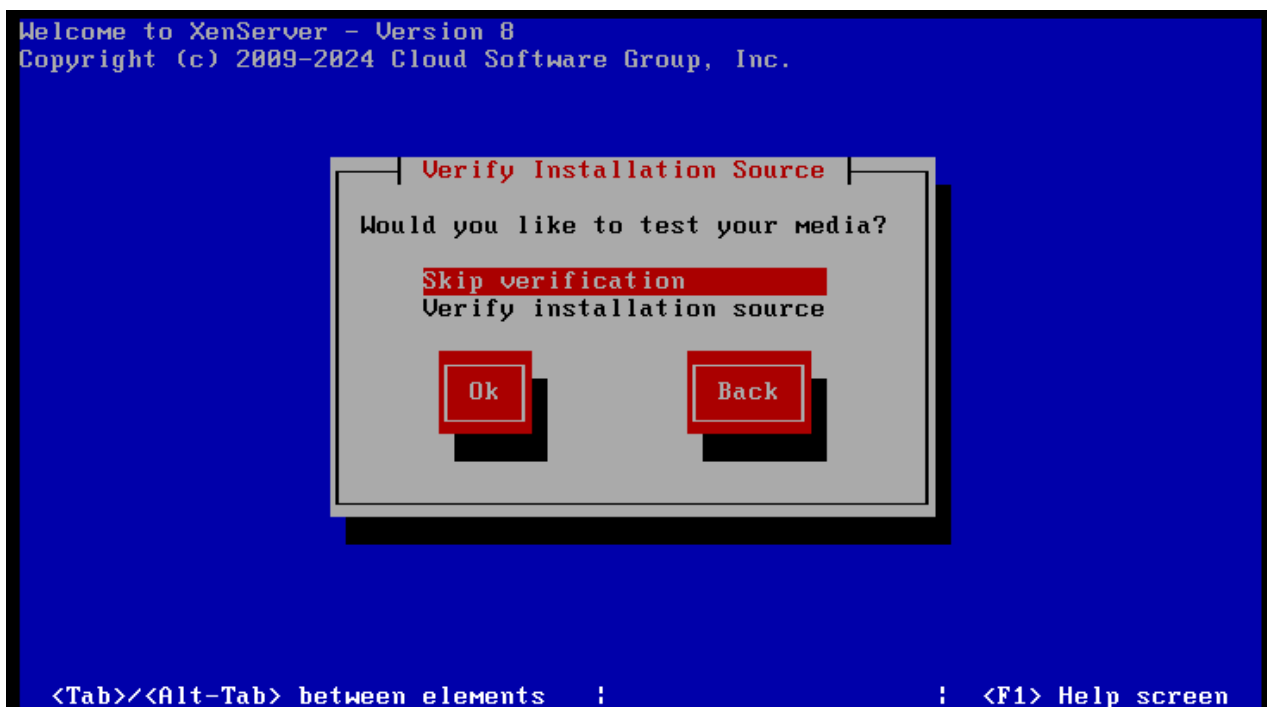 Welcome to XenServer - Version 8
Copyright (c) 2009-2024 Cloud Software Group, Inc.
Verify Installation Source
Would you like to test your media?
Skip verification
Verify installation source
Ok Back
<Tab>/<Alt-Tab> between elements ¦ ¦ <F1> Help screen